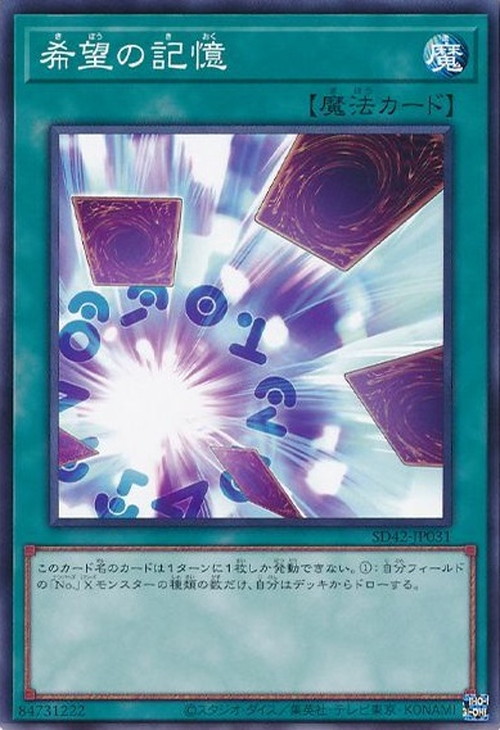 希望の記憶
魔
【魔法カード】
SD42-JP031
このカード名のカードは1ターンに1枚しか発動できない。①:自分フィールド
の「No.」Xモンスターの種類の数だけ、自分はデッキからドローする。
84731222
©スタジオ・ダイス/集英社・テレビ東京・KONAMI